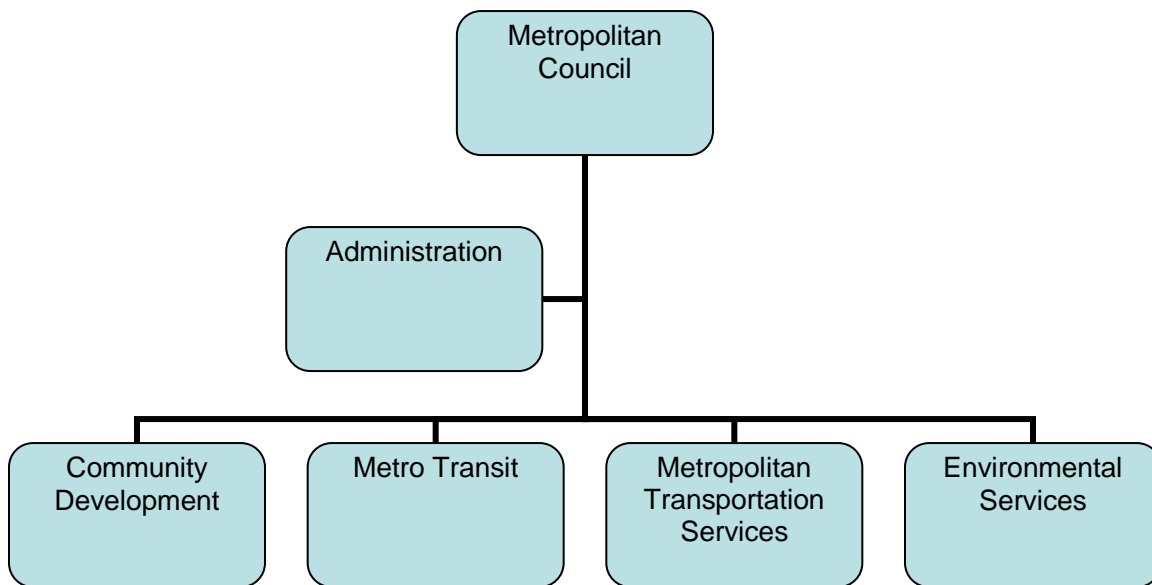 Metropolitan
Council
Administration
Community
Development
Metro Transit
Metropolitan
Transportation
Services
Environmental
Services